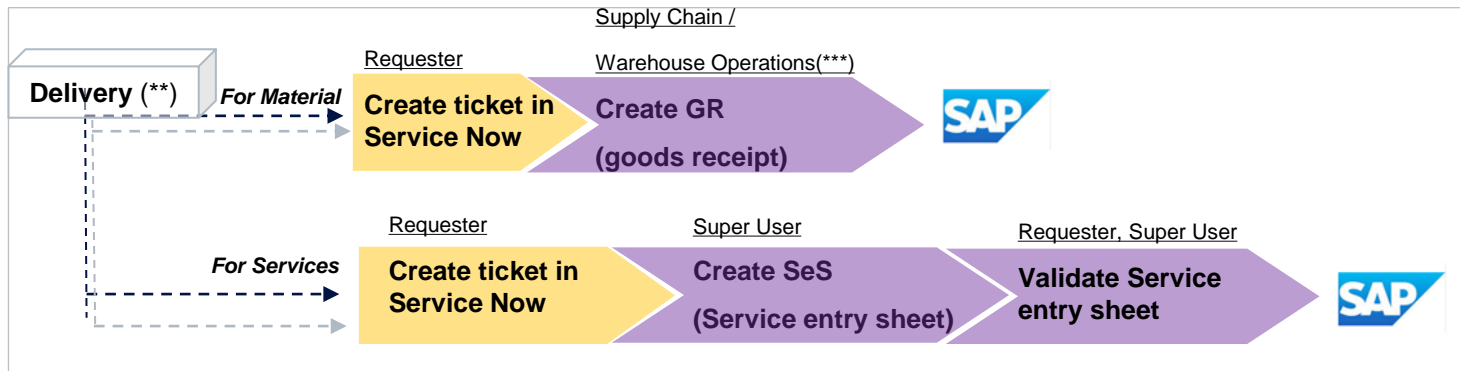 Supply Chain /
Requester
Warehouse Operations(***)
Delivery (**)
For Material
Create ticket in
Service Now
Create GR
(goods receipt)
SAP
Requester
Super User
Requester, Super User
For Services
Create ticket in
Service Now
Create SeS
(Service entry sheet)
Validate Service
entry sheet
SAP